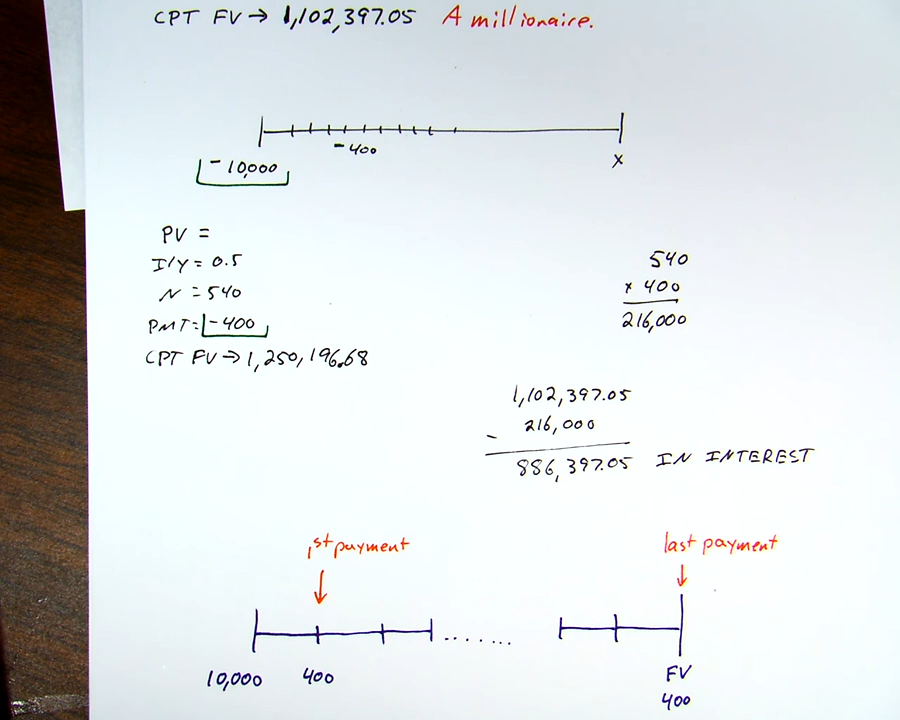 CPT FV → 1,102,397.05 A millionaire.
-400
-10,000
x
PV =
I/Y = 0.5
N = 540
PMT = -400
CPT FV → 1,250,196.68
540
x 400
216,000
1,102,397.05
- 216,000
886,397.05 IN INTEREST
1st payment
last payment
.......
10,000 400
FV
400